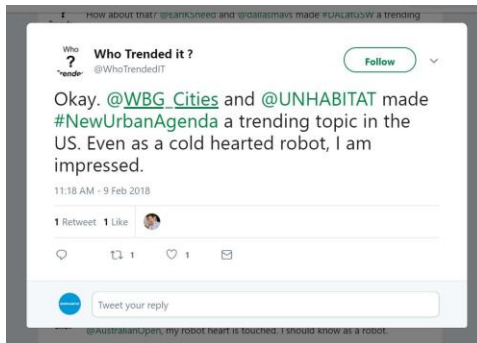 How about that? @EarlKSneed and @dallasmavs made #DALatGSW a trending
Who
?
Trended
Who Trended it ?
@WhoTrendedIT
Follow
Okay. @WBG_Cities and @UNHABITAT made
#NewUrbanAgenda a trending topic in the
US. Even as a cold hearted robot, I am
impressed.
11:18 AM - 9 Feb 2018
1 Retweet 1 Like
1
1
Tweet your reply
@AustralianOpen, my robot heart is touched. I should know as a robot.